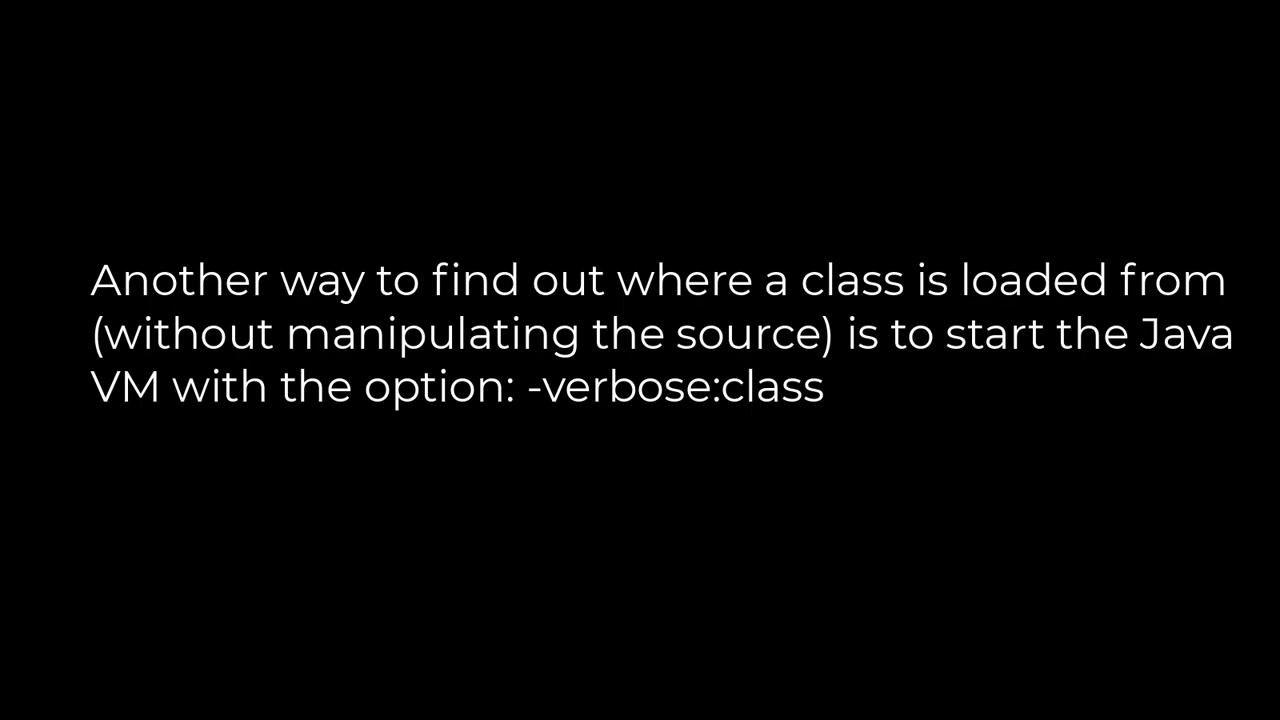 Another way to find out where a class is loaded from
(without manipulating the source) is to start the Java
VM with the option: -verbose:class